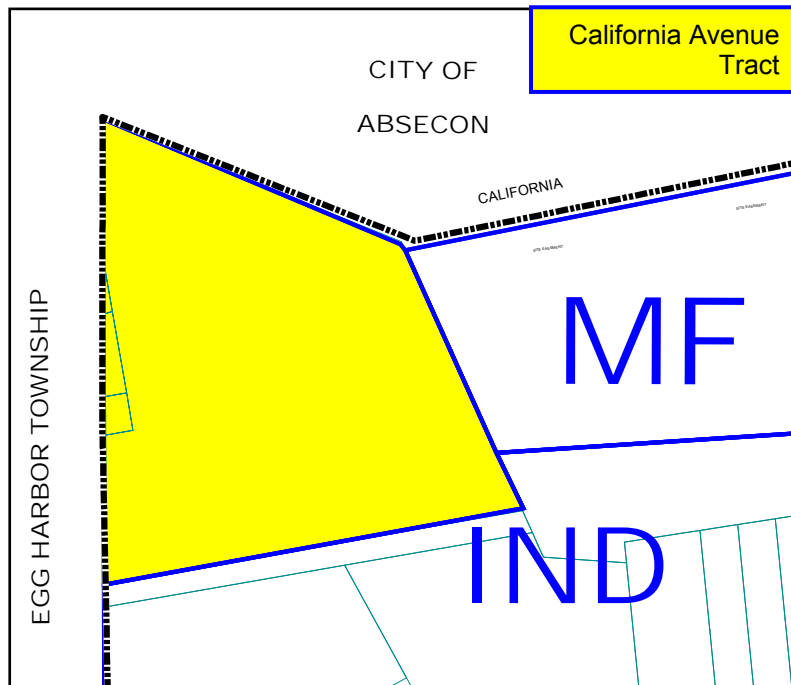 California Avenue
Tract
CITY OF
ABSECON
CALIFORNIA
MF
EGG HARBOR TOWNSHIP
IND